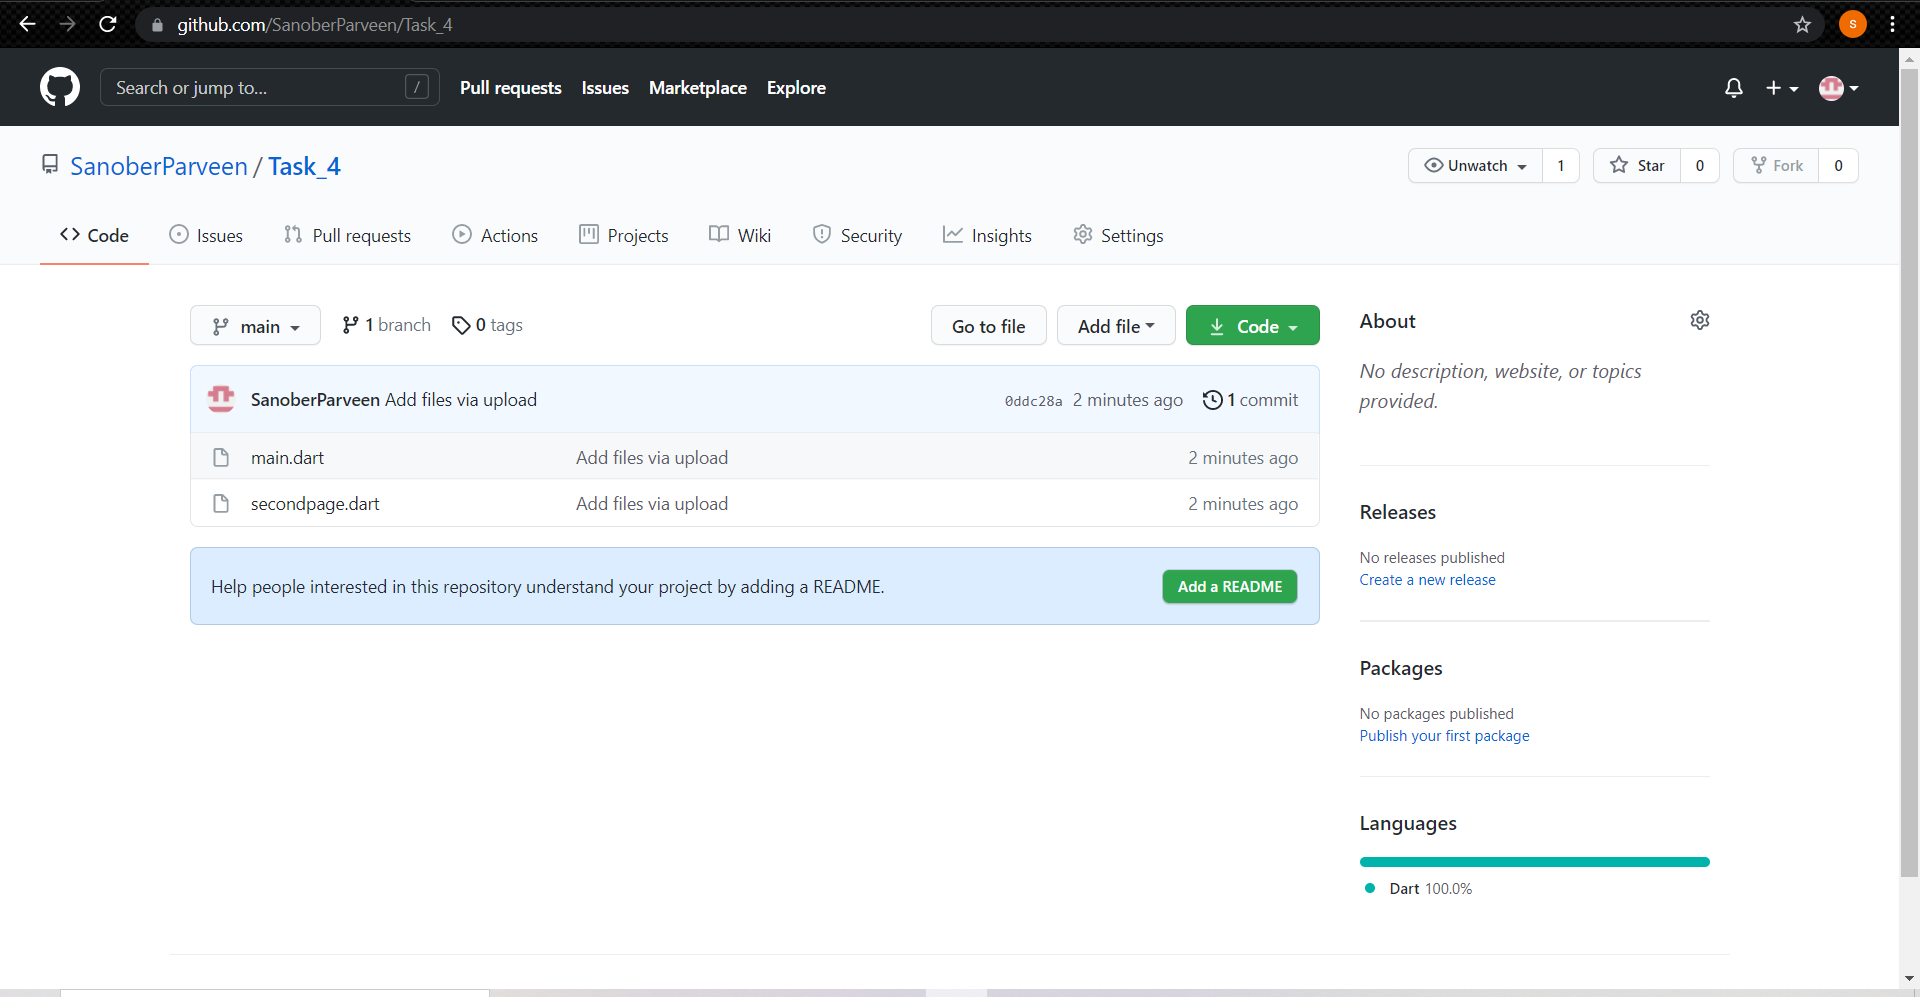 github.com/SanoberParveen/Task_4
S
Search or jump to... /
Pull requests Issues Marketplace Explore
SanoberParveen / Task_4
Unwatch 1 Star 0 Fork 0
Code Issues Pull requests Actions Projects Wiki Security Insights Settings
main 1 branch 0 tags Go to file Add file Code
SanoberParveen Add files via upload 0ddc28a 2 minutes ago 1 commit
main.dart Add files via upload 2 minutes ago
secondpage.dart Add files via upload 2 minutes ago
Help people interested in this repository understand your project by adding a README. Add a README
About
No description, website, or topics
provided.
Releases
No releases published
Create a new release
Packages
No packages published
Publish your first package
Languages
Dart 100.0%